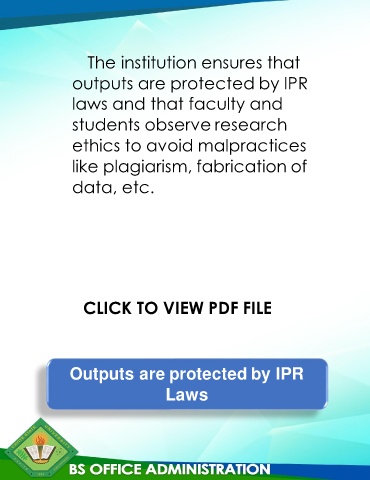 The institution ensures that
outputs are protected by IPR
laws and that faculty and
students observe research
ethics to avoid malpractices
like plagiarism, fabrication of
data, etc.
CLICK TO VIEW PDF FILE
Outputs are protected by IPR
Laws
BS OFFICE ADMINISTRATION